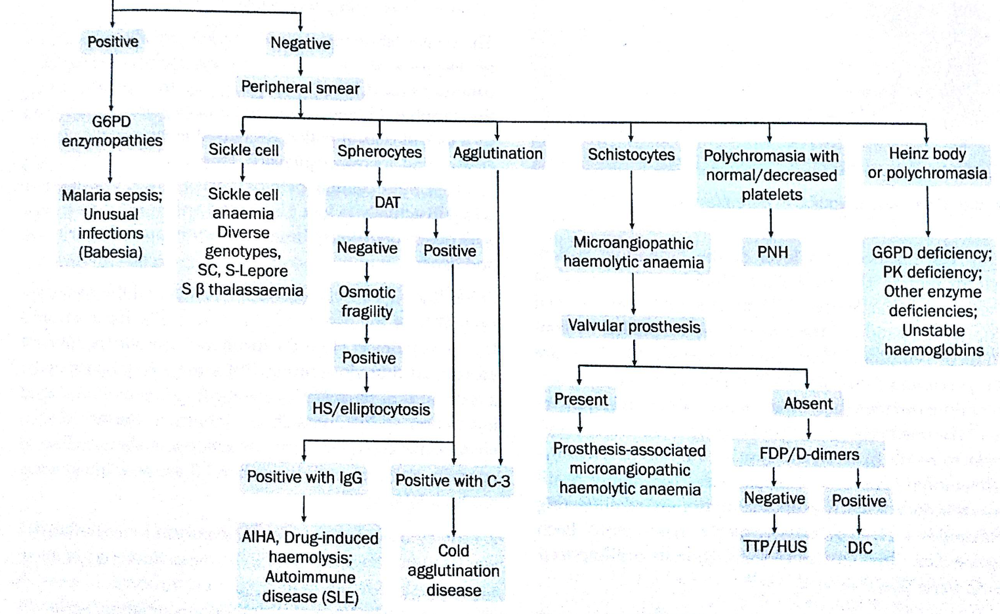 Positive
Negative
Peripheral smear
G6PD
enzymopathies
Malaria sepsis;
Unusual
infections
(Babesia)
Sickle cell
Sickle cell
anaemia
Diverse
genotypes,
SC, S-Lepore
S β thalassaemia
Spherocytes
DAT
Negative
Positive
Osmotic
fragility
Positive
HS/elliptocytosis
Agglutination
Positive with IgG
Positive with C-3
AIHA, Drug-induced
haemolysis;
Autoimmune
disease (SLE)
Cold
agglutination
disease
Schistocytes
Microangiopathic
haemolytic anaemia
Valvular prosthesis
Present
Absent
Prosthesis-associated
microangiopathic
haemolytic anaemia
FDP/D-dimers
Negative
Positive
TTP/HUS
DIC
Polychromasia with
normal/decreased
platelets
PNH
Heinz body
or polychromasia
G6PD deficiency;
PK deficiency;
Other enzyme
deficiencies;
Unstable
haemoglobins